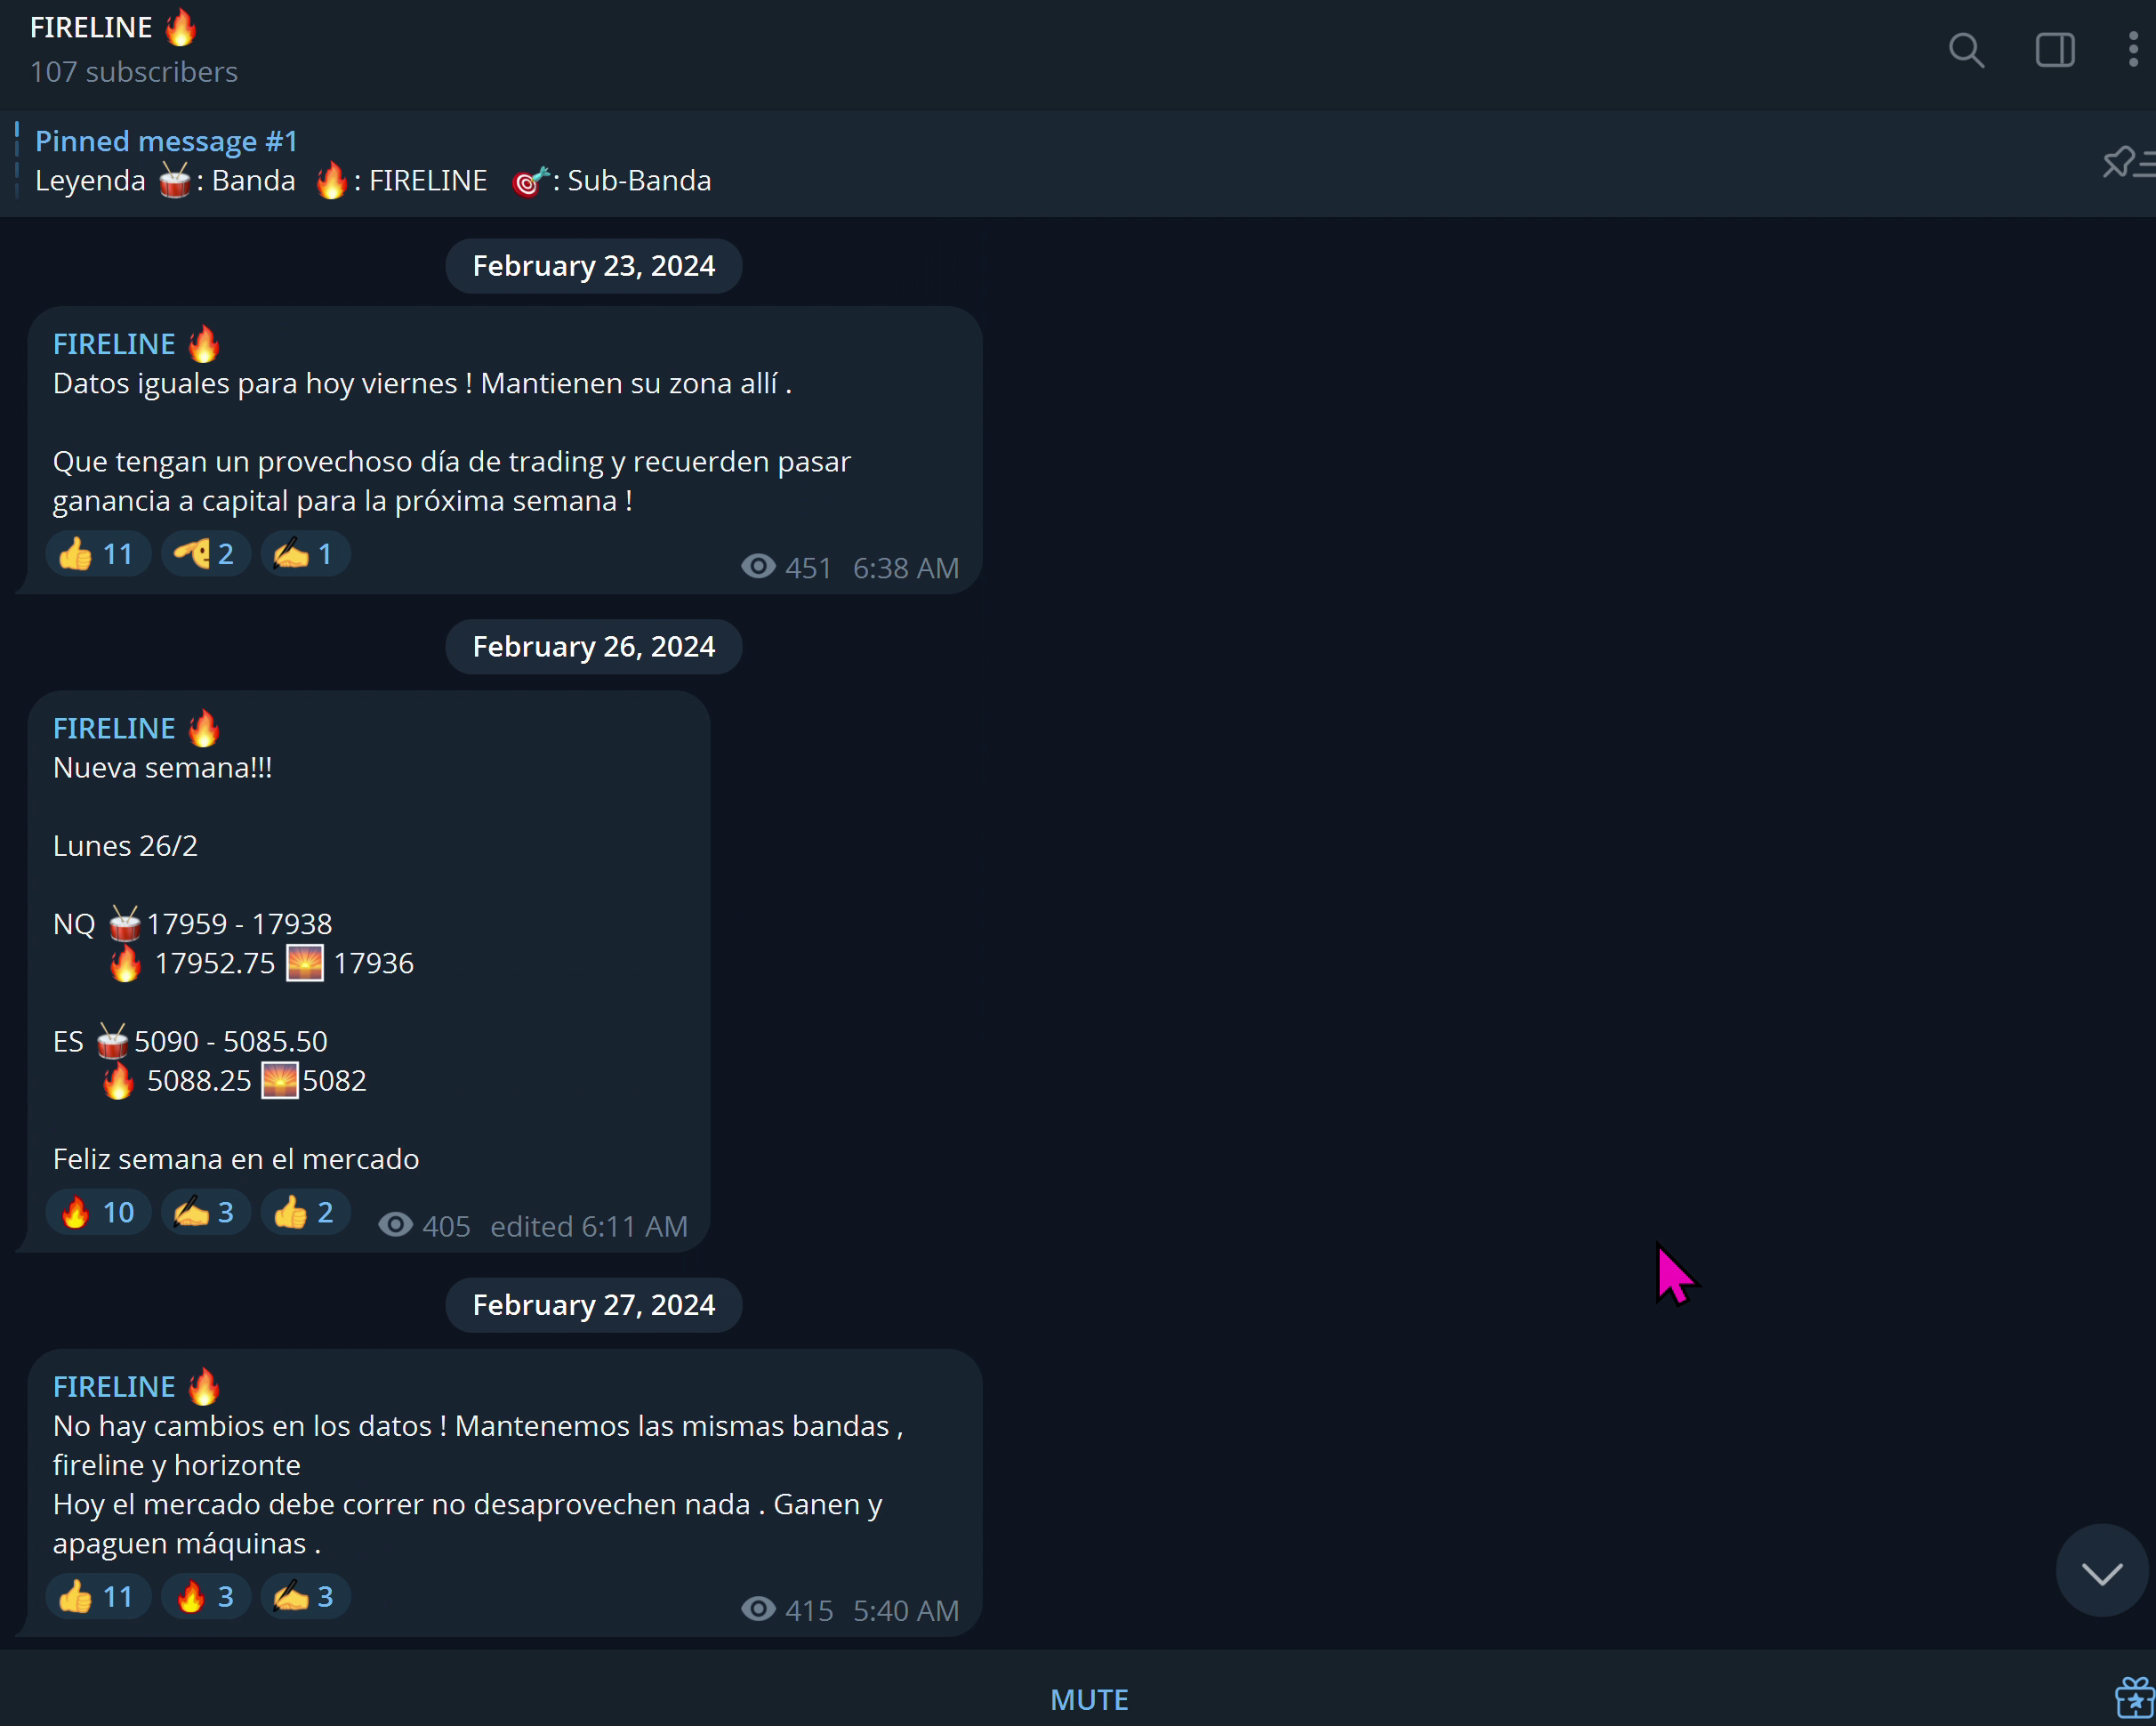 FIRELINE 🔥
107 subscribers
Pinned message #1
Leyenda 🥁: Banda 🔥: FIRELINE 🎯: Sub-Banda
February 23, 2024
FIRELINE 🔥
Datos iguales para hoy viernes ! Mantienen su zona allí .
Que tengan un provechoso día de trading y recuerden pasar
ganancia a capital para la próxima semana !
👍 11 🫤 2 ✍️ 1 451 6:38 AM
February 26, 2024
FIRELINE 🔥
Nueva semana!!!
Lunes 26/2
NQ 🥁17959 - 17938
🔥 17952.75 🌅 17936
ES 🥁5090 - 5085.50
🔥 5088.25 🌅5082
Feliz semana en el mercado
🔥 10 ✍️ 3 👍 2 405 edited 6:11 AM
February 27, 2024
FIRELINE 🔥
No hay cambios en los datos ! Mantenemos las mismas bandas ,
fireline y horizonte
Hoy el mercado debe correr no desaprovechen nada . Ganen y
apaguen máquinas .
👍 11 🔥 3 ✍️ 3 415 5:40 AM
MUTE